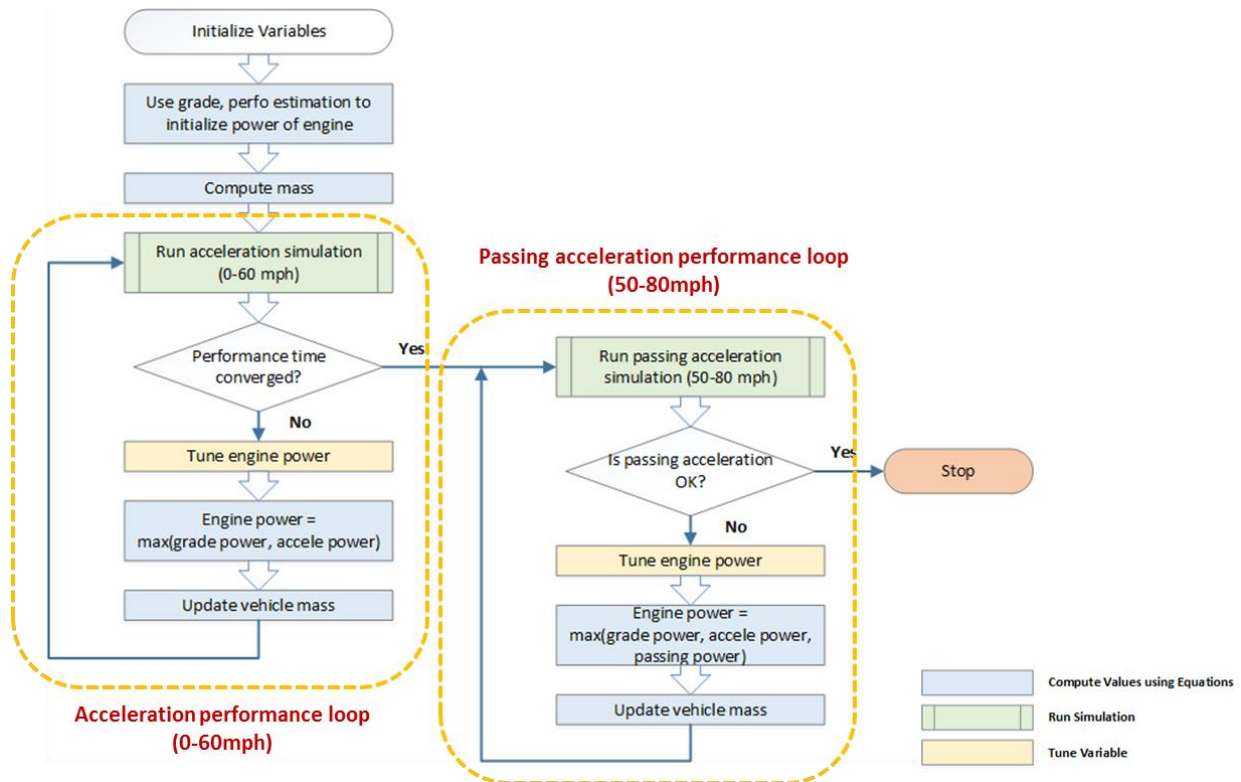 Initialize Variables
Use grade, perfo estimation to
initialize power of engine
Compute mass
Run acceleration simulation
(0-60 mph)
Performance time
converged?
Yes
No
Tune engine power
Engine power =
max(grade power, accele power)
Update vehicle mass
Acceleration performance loop
(0-60mph)
Passing acceleration performance loop
(50-80mph)
Run passing acceleration
simulation (50-80 mph)
Is passing acceleration
OK?
Yes
Stop
No
Tune engine power
Engine power =
max(grade power, accele power,
passing power)
Update vehicle mass
Compute Values using Equations
Run Simulation
Tune Variable